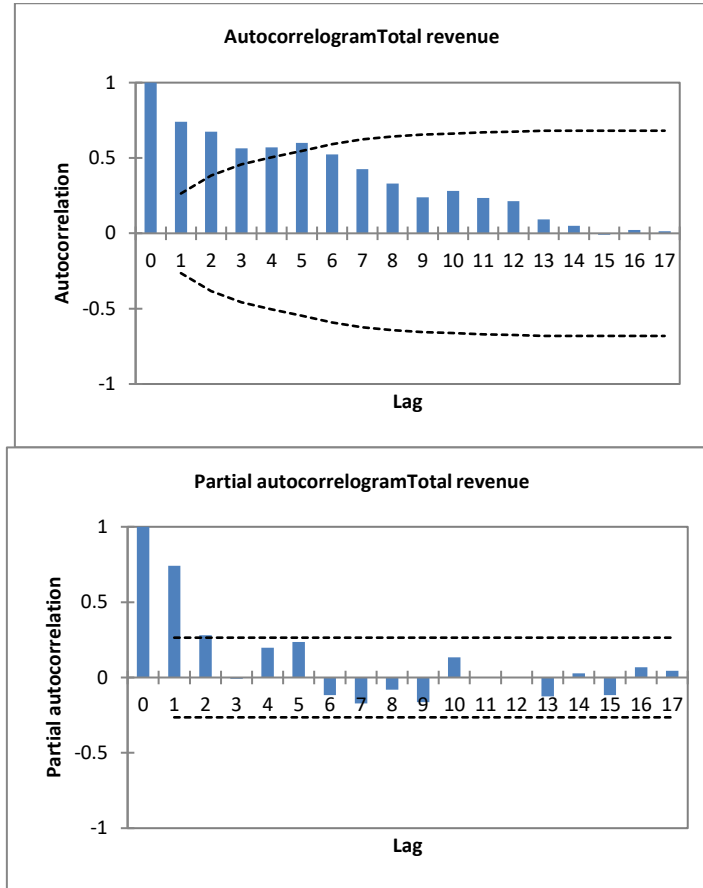 AutocorrelogramTotal revenue
1
0.5
0
-0.5
-1
Autocorrelation
0 1 2 3 4 5 6 7 8 9 10 11 12 13 14 15 16 17
Lag
Partial autocorrelogramTotal revenue
1
0.5
0
-0.5
-1
Partial autocorrelation
0 1 2 3 4 5 6 7 8 9 10 11 12 13 14 15 16 17
Lag